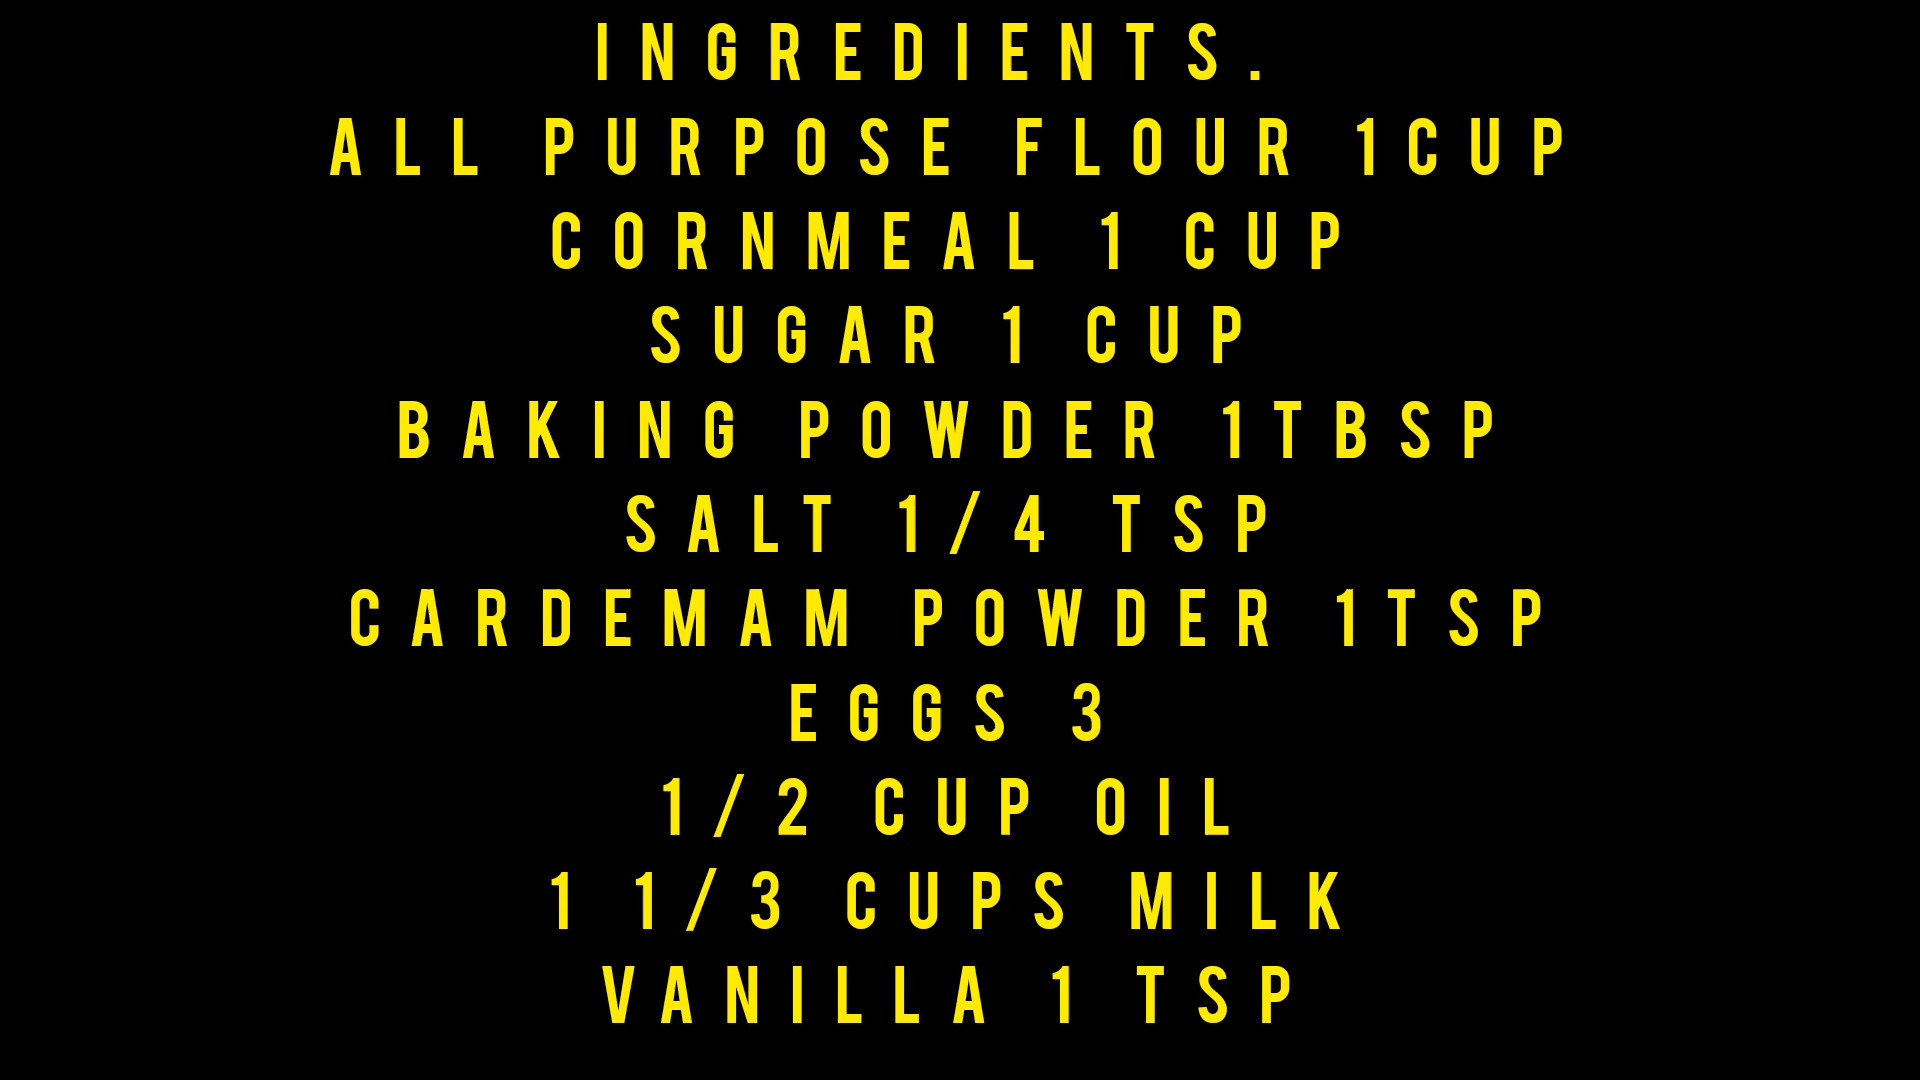 INGREDIENTS.
ALL PURPOSE FLOUR 1CUP
CORNMEAL 1 CUP
SUGAR 1 CUP
BAKING POWDER 1TBSP
SALT 1/4 TSP
CARDEMAM POWDER 1TSP
EGGS 3
1/2 CUP OIL
1 1/3 CUPS MILK
VANILLA 1 TSP